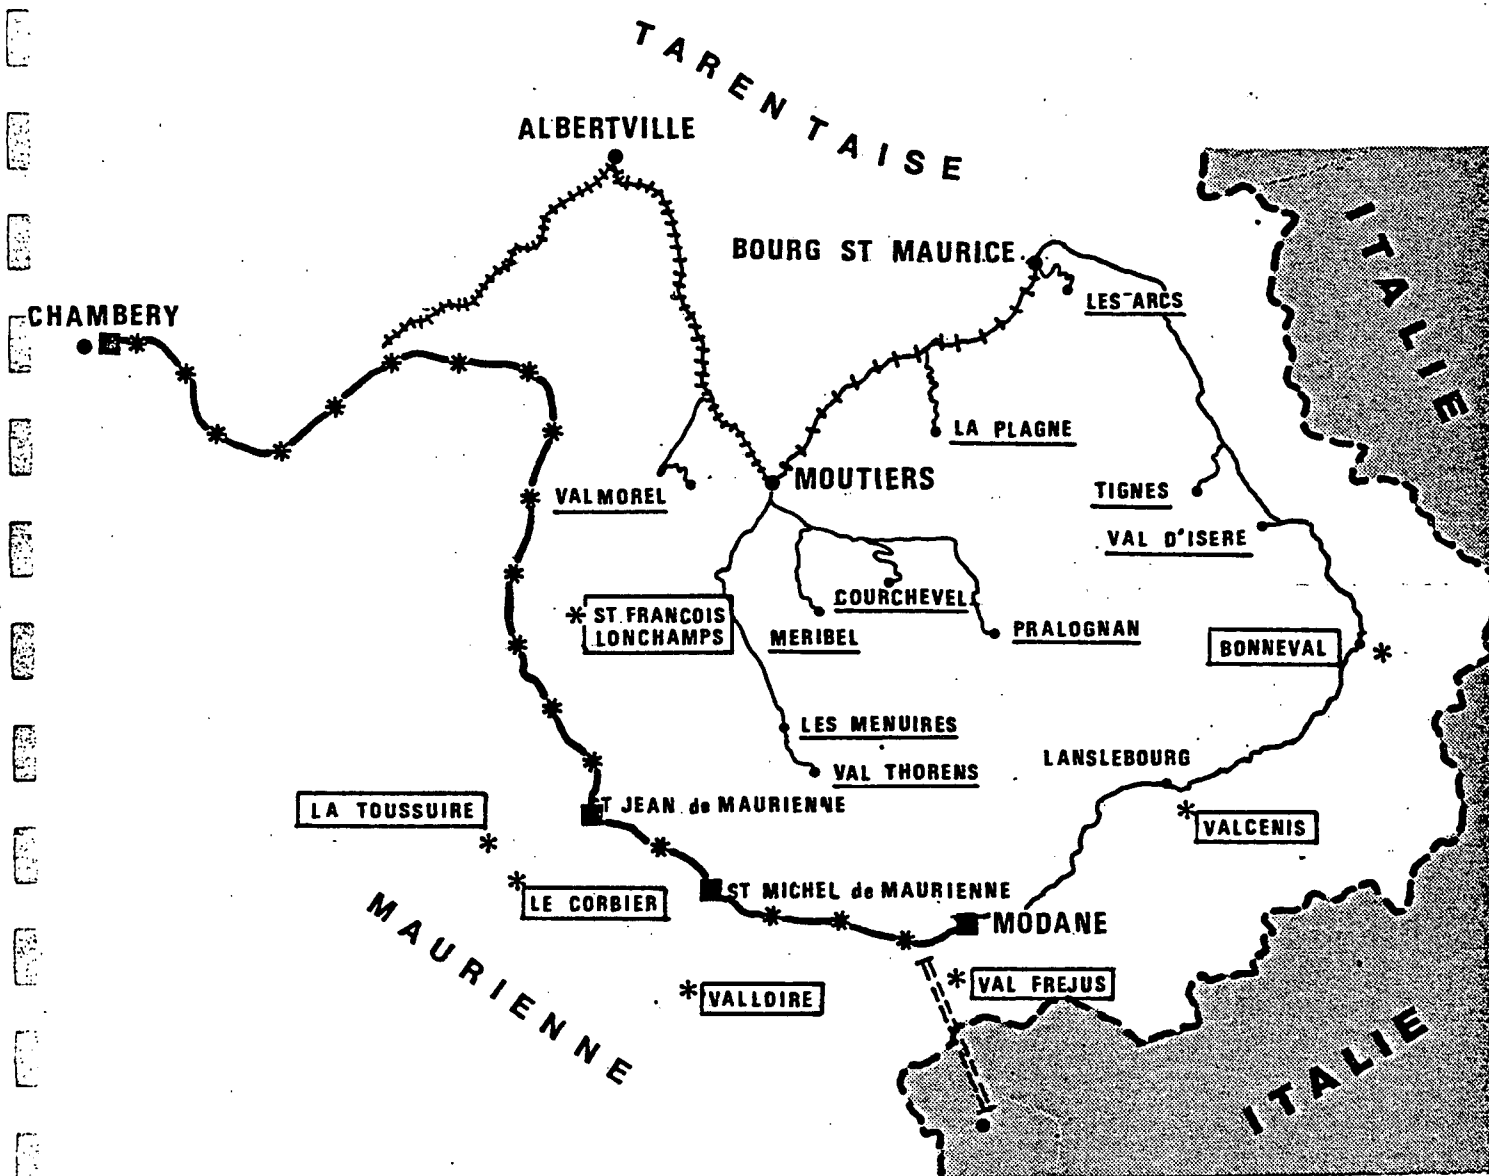 TARENTAISE
ALBERTVILLE
ITALIE
BOURG ST MAURICE
LES ARCS
CHAMBERY
LA PLAGNE
MOUTIERS
VALMOREL
TIGNES
VAL D'ISERE
COURCHEVEL
ST.FRANCOIS
LONCHAMPS
MERIBEL
PRALOGNAN
BONNEVAL
LES MENUIRES
LANSLEBOURG
VAL THORENS
LA TOUSSUIRE
ST JEAN de MAURIENNE
VALCENIS
ST MICHEL de MAURIENNE
LE CORBIER
MODANE
MAURIENNE
VAL FREJUS
VALLOIRE
ITALIE